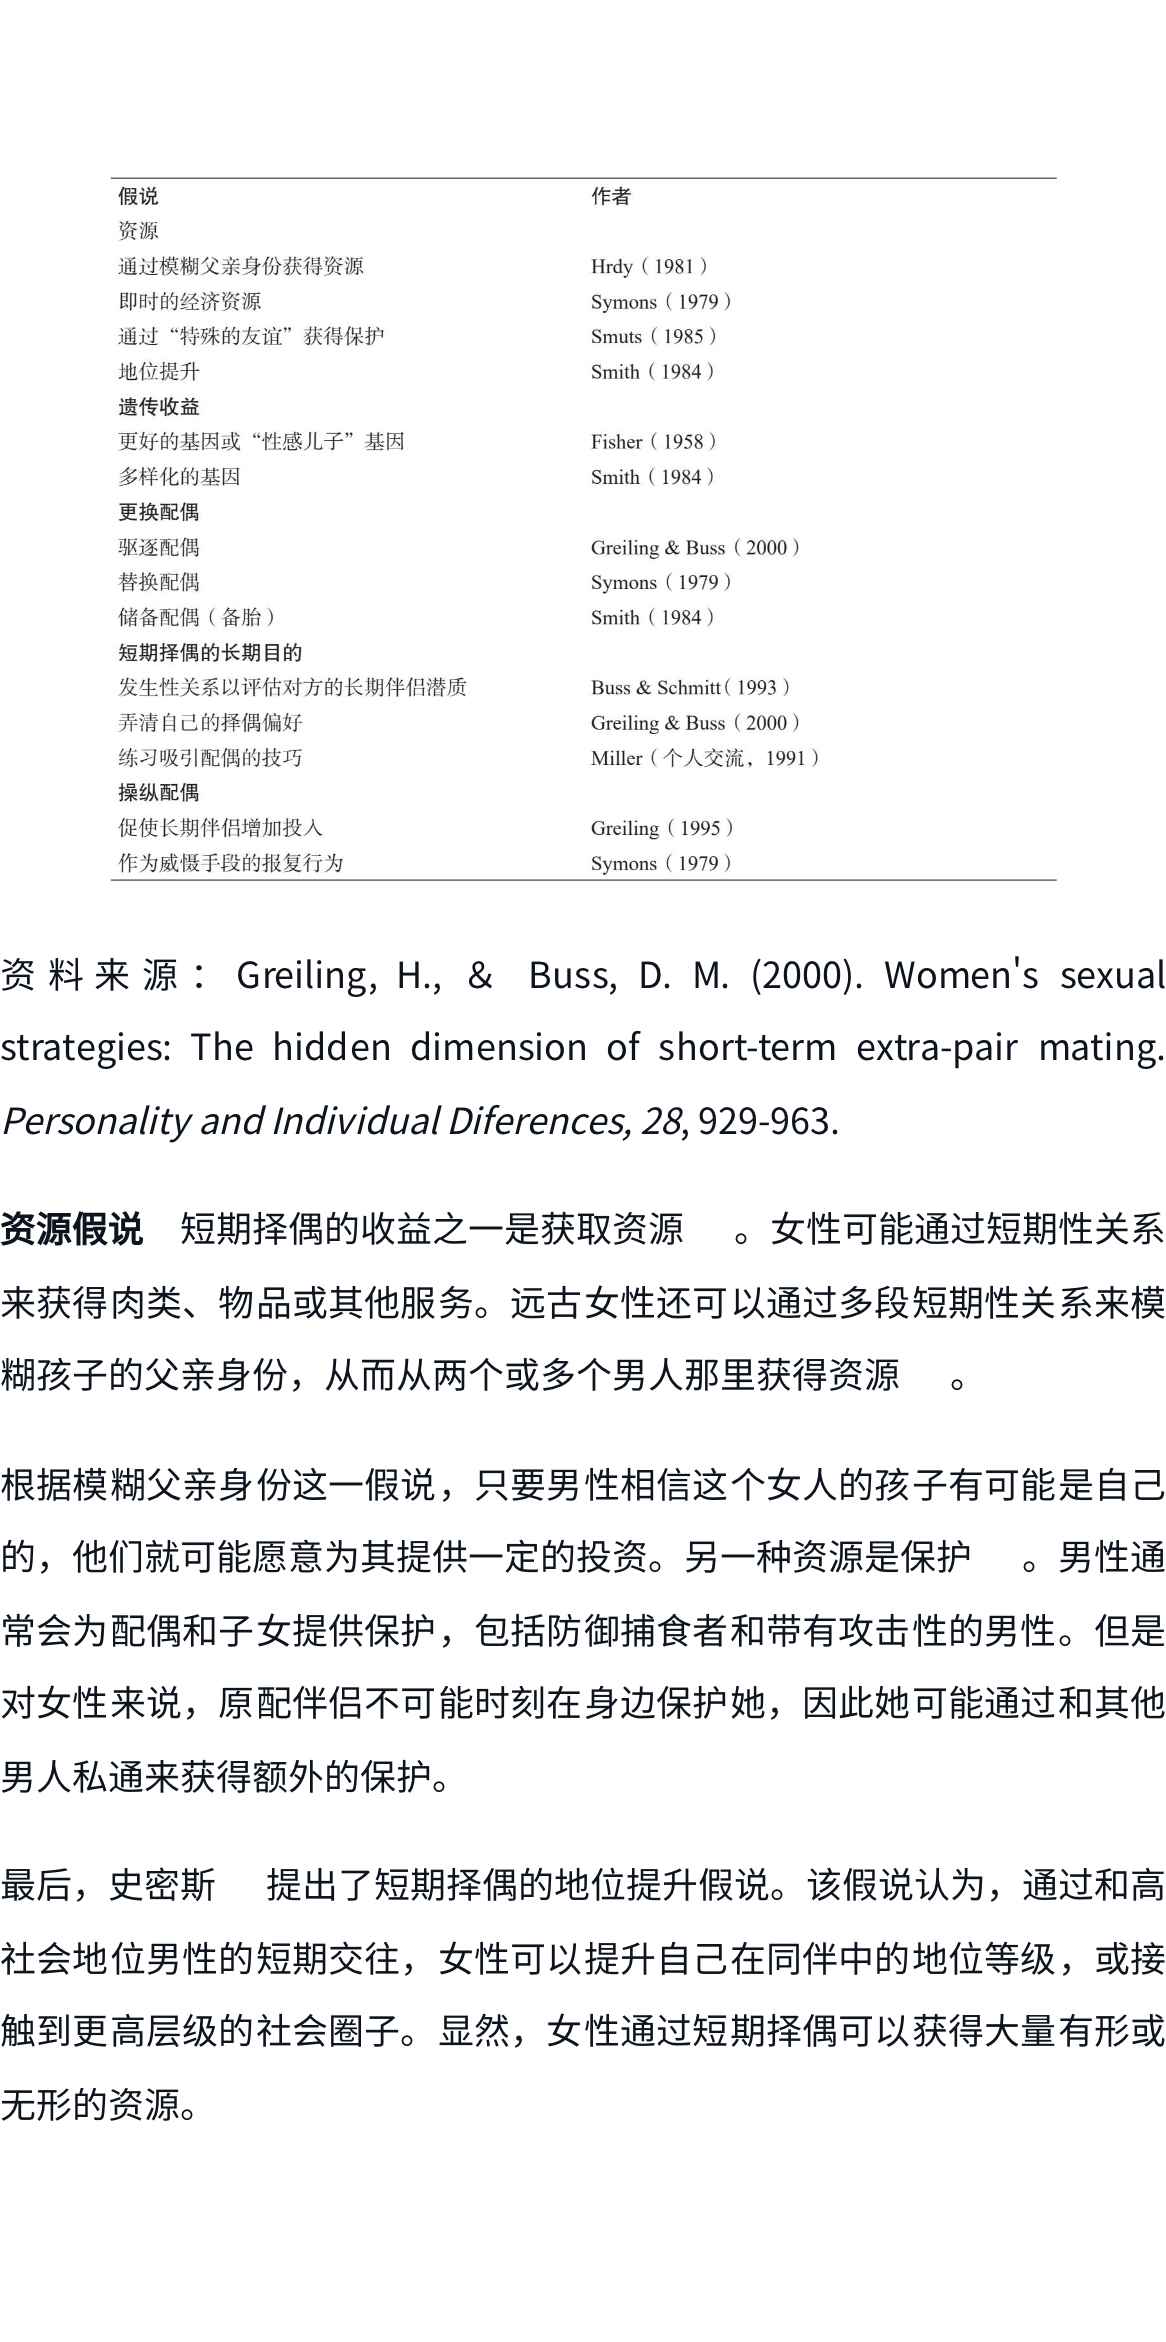 假说 作者
资源
通过模糊父亲身份获得资源 Hrdy（1981）
即时的经济资源 Symons（1979）
通过“特殊的友谊”获得保护 Smuts（1985）
地位提升 Smith（1984）
遗传收益
更好的基因或“性感儿子”基因 Fisher（1958）
多样化的基因 Smith（1984）
更换配偶
驱逐配偶 Greiling & Buss（2000）
替换配偶 Symons（1979）
储备配偶（备胎） Smith（1984）
短期择偶的长期目的
发生性关系以评估对方的长期伴侣潜质 Buss & Schmitt（1993）
弄清自己的择偶偏好 Greiling & Buss（2000）
练习吸引配偶的技巧 Miller（个人交流，1991）
操纵配偶
促使长期伴侣增加投入 Greiling（1995）
作为威慑手段的报复行为 Symons（1979）
资料来源：Greiling, H., & Buss, D. M. (2000). Women's sexual
strategies: The hidden dimension of short-term extra-pair mating.
Personality and Individual Diferences, 28, 929-963.
资源假说 短期择偶的收益之一是获取资源 。女性可能通过短期性关系
来获得肉类、物品或其他服务。远古女性还可以通过多段短期性关系来模
糊孩子的父亲身份，从而从两个或多个男人那里获得资源 。
根据模糊父亲身份这一假说，只要男性相信这个女人的孩子有可能是自己
的，他们就可能愿意为其提供一定的投资。另一种资源是保护 。男性通
常会为配偶和子女提供保护，包括防御捕食者和带有攻击性的男性。但是
对女性来说，原配伴侣不可能时刻在身边保护她，因此她可能通过和其他
男人私通来获得额外的保护。
最后，史密斯 提出了短期择偶的地位提升假说。该假说认为，通过和高
社会地位男性的短期交往，女性可以提升自己在同伴中的地位等级，或接
触到更高层级的社会圈子。显然，女性通过短期择偶可以获得大量有形或
无形的资源。